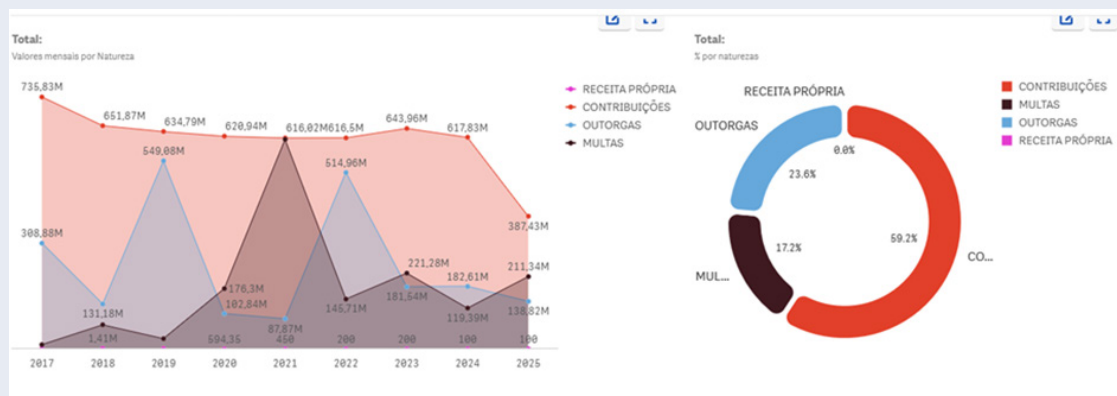 Total:
Valores mensais por Natureza
735,83M
651,87M
634,79M
620,94M
616,02M
616,5M
643,96M
617,83M
387,43M
308,88M
549,08M
514,96M
131,18M
1,41M
176,3M
102,84M
87,87M
145,71M
221,28M
181,54M
182,61M
119,39M
211,34M
138,82M
594,35
450
200
200
100
100
2017 2018 2019 2020 2021 2022 2023 2024 2025
RECEITA PRÓPRIA
CONTRIBUIÇÕES
OUTORGAS
MULTAS
Total:
% por naturezas
RECEITA PRÓPRIA
OUTORGAS
0.0%
23.6%
17.2%
59.2%
MUL...
CO...
CONTRIBUIÇÕES
MULTAS
OUTORGAS
RECEITA PRÓPRIA